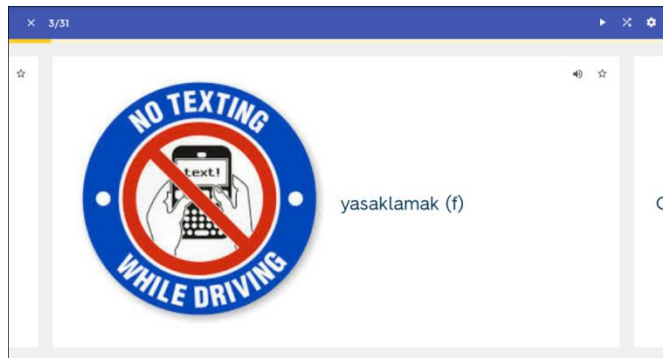 3/31
NO TEXTING
text!
WHILE DRIVING
yasaklamak (f)